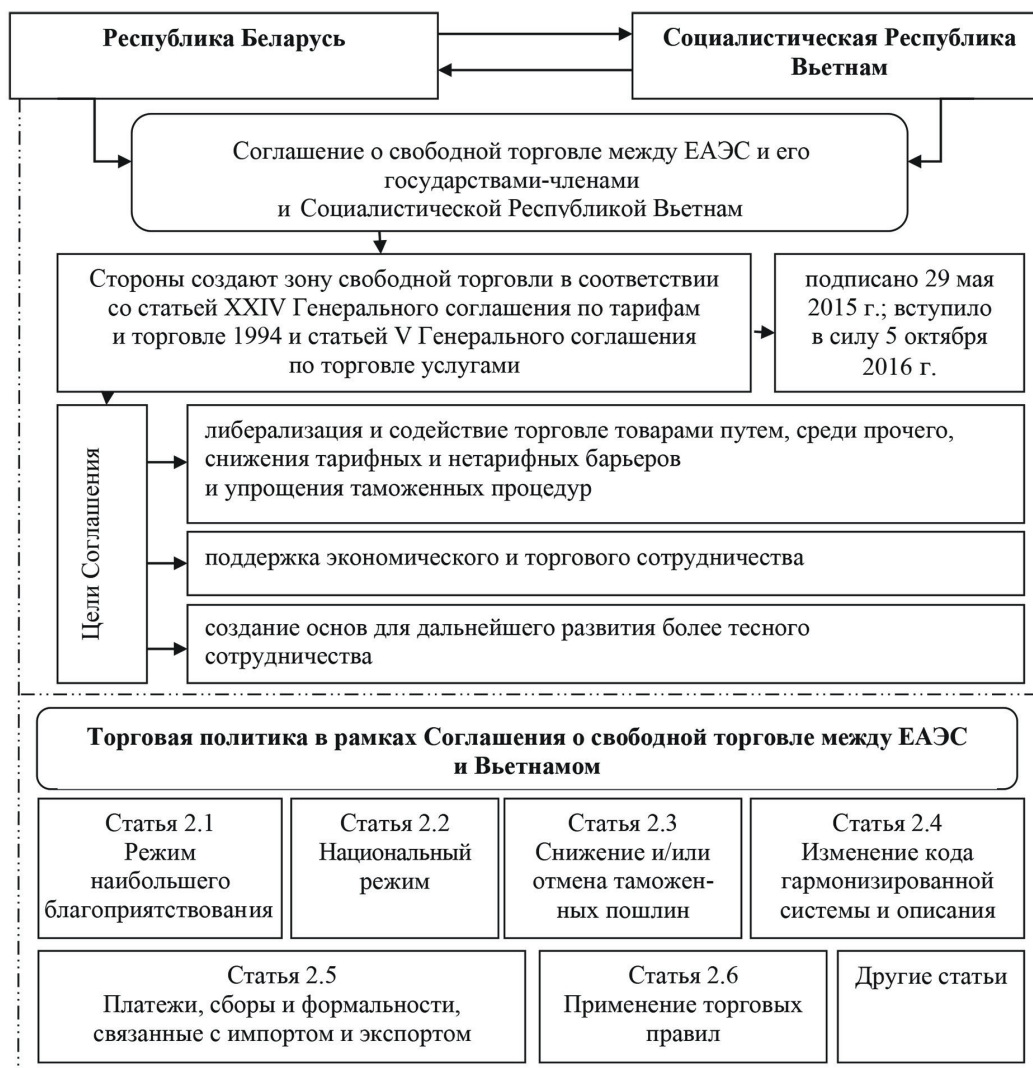 Республика Беларусь
Социалистическая Республика
Вьетнам
Соглашение о свободной торговле между ЕАЭС и его
государствами-членами
и Социалистической Республикой Вьетнам
Стороны создают зону свободной торговли в соответствии
со статьей XXIV Генерального соглашения по тарифам
и торговле 1994 и статьей V Генерального соглашения
по торговле услугами
подписано 29 мая
2015 г.; вступило
в силу 5 октября
2016 г.
Цели Соглашения
либерализация и содействие торговле товарами путем, среди прочего,
снижения тарифных и нетарифных барьеров
и упрощения таможенных процедур
поддержка экономического и торгового сотрудничества
создание основ для дальнейшего развития более тесного
сотрудничества
Торговая политика в рамках Соглашения о свободной торговле между ЕАЭС
и Вьетнамом
Статья 2.1
Режим
наибольшего
благоприятствования
Статья 2.2
Национальный
режим
Статья 2.3
Снижение и/или
отмена таможен-
ных пошлин
Статья 2.4
Изменение кода
гармонизированной
системы и описания
Статья 2.5
Платежи, сборы и формальности,
связанные с импортом и экспортом
Статья 2.6
Применение торговых
правил
Другие статьи